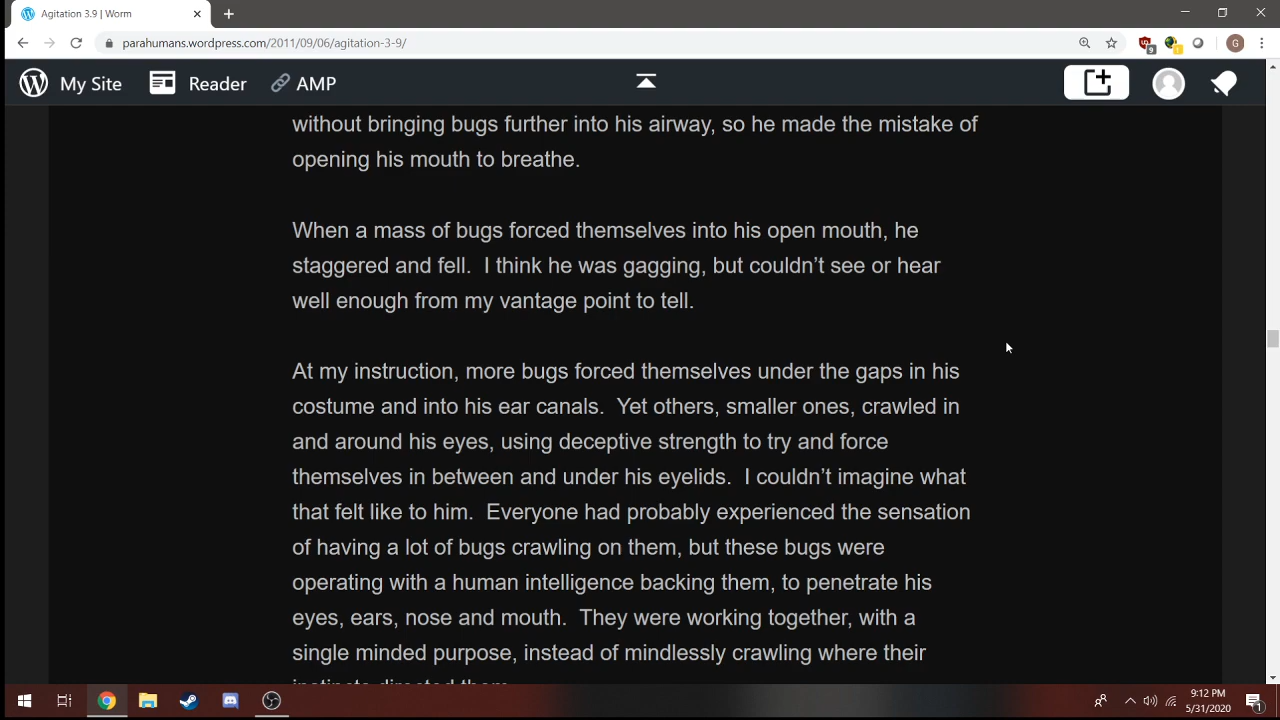 Agitation 3.9 | Worm
parahumans.wordpress.com/2011/09/06/agitation-3-9/
9
1
G
My Site
Reader
AMP
without bringing bugs further into his airway, so he made the mistake of
opening his mouth to breathe.
When a mass of bugs forced themselves into his open mouth, he
staggered and fell.  I think he was gagging, but couldn’t see or hear
well enough from my vantage point to tell.
At my instruction, more bugs forced themselves under the gaps in his
costume and into his ear canals.  Yet others, smaller ones, crawled in
and around his eyes, using deceptive strength to try and force
themselves in between and under his eyelids.  I couldn’t imagine what
that felt like to him.  Everyone had probably experienced the sensation
of having a lot of bugs crawling on them, but these bugs were
operating with a human intelligence backing them, to penetrate his
eyes, ears, nose and mouth.  They were working together, with a
single minded purpose, instead of mindlessly crawling where their
instincts directed them.
9:12 PM
5/31/2020
1